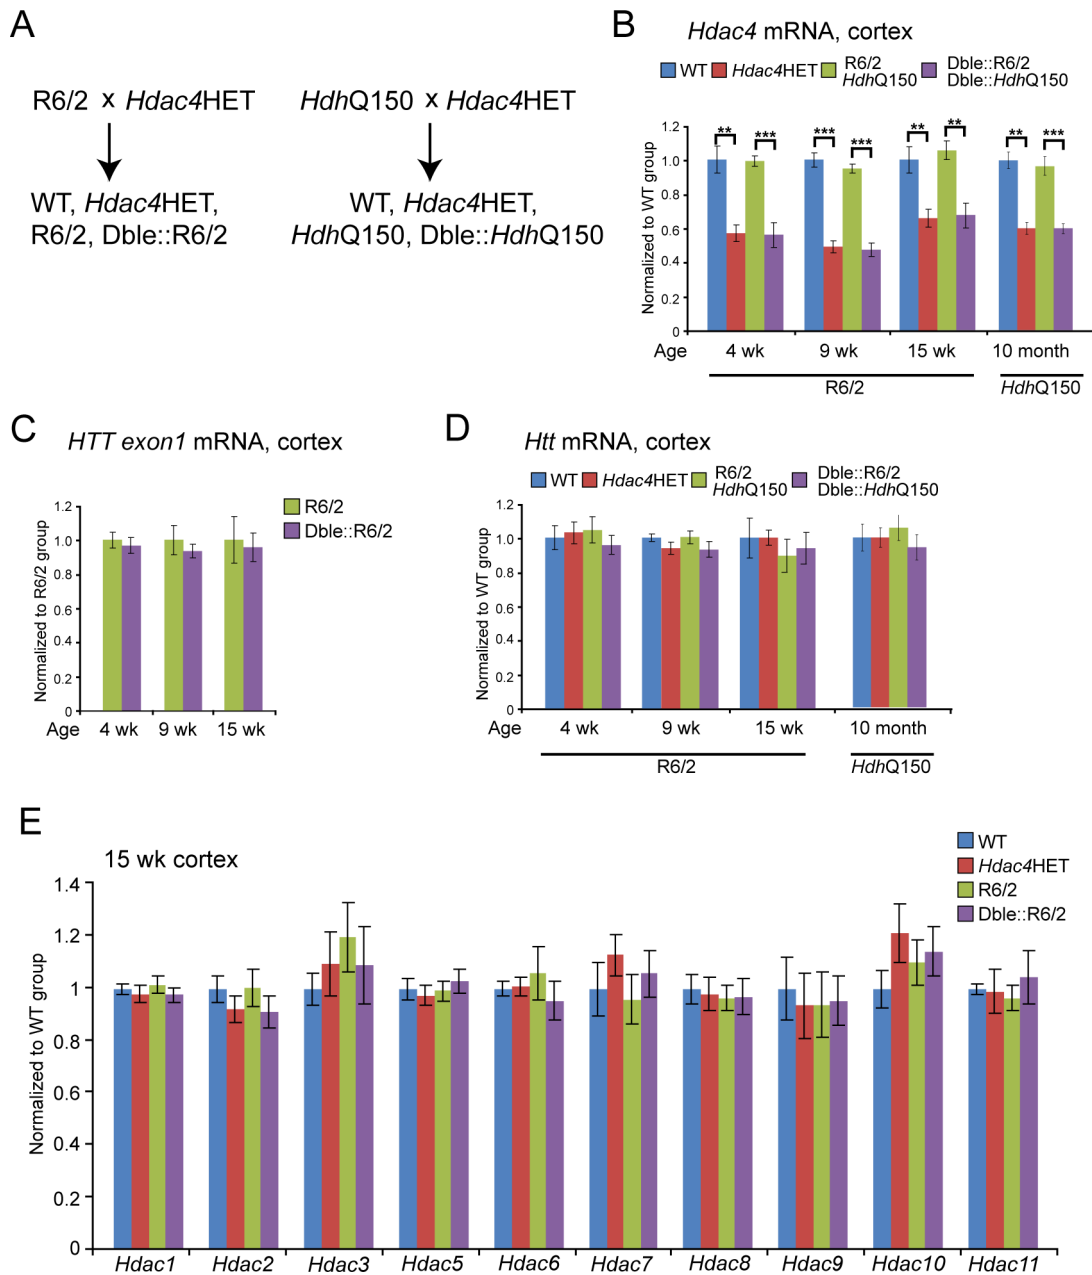 A
R6/2 x Hdac4HET
HdhQ150 x Hdac4HET
WT, Hdac4HET,
R6/2, Dble::R6/2
WT, Hdac4HET,
HdhQ150, Dble::HdhQ150
B
Hdac4 mRNA, cortex
WT
Hdac4HET
R6/2
HdhQ150
Dble::R6/2
Dble::HdhQ150
Normalized to WT group
1.2
1.0
0.8
0.6
0.4
0.2
0
** *** *** *** ** ** ** ***
Age 4 wk 9 wk 15 wk 10 month
R6/2 HdhQ150
C
HTT exon1 mRNA, cortex
R6/2
Dble::R6/2
Normalized to R6/2 group
1.2
1.0
0.8
0.6
0.4
0.2
0
Age 4 wk 9 wk 15 wk
D
Htt mRNA, cortex
WT
Hdac4HET
R6/2
HdhQ150
Dble::R6/2
Dble::HdhQ150
Normalized to WT group
1.2
1.0
0.8
0.6
0.4
0.2
0
Age 4 wk 9 wk 15 wk 10 month
R6/2 HdhQ150
E
15 wk cortex
WT
Hdac4HET
R6/2
Dble::R6/2
Normalized to WT group
1.4
1.2
1
0.8
0.6
0.4
0.2
0
Hdac1 Hdac2 Hdac3 Hdac5 Hdac6 Hdac7 Hdac8 Hdac9 Hdac10 Hdac11